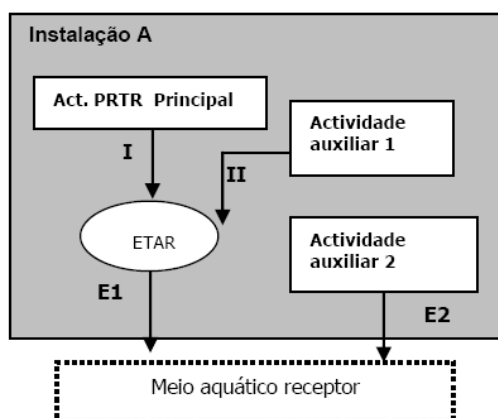 Instalação A
Act. PRTR Principal
I
Actividade
auxiliar 1
II
ETAR
Actividade
auxiliar 2
E1
E2
Meio aquático receptor